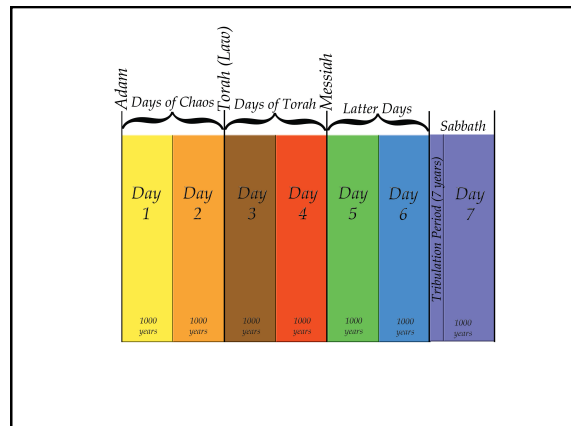 Adam
Torah (Law)
Messiah
Days of Chaos
Days of Torah
Latter Days
Sabbath
Day
1
Day
2
Day
3
Day
4
Day
5
Day
6
Tribulation Period (7 years)
Day
7
1000
years
1000
years
1000
years
1000
years
1000
years
1000
years
1000
years